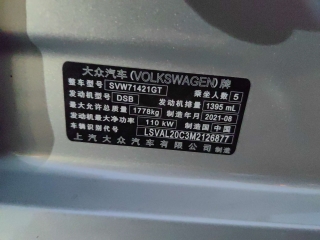 大众汽车(VOLKSWAGEN)牌
整车型号 SVW71421GT 乘坐人数 5
发动机型号 DSB 发动机排量 1395 mL
最大允许总质量 1778kg 制造年月 2021-08
发动机最大净功率 110 kW 制造国 中国
车辆识别代号 LSVAL20C3M2126877
上汽大众汽车有限公司 制造